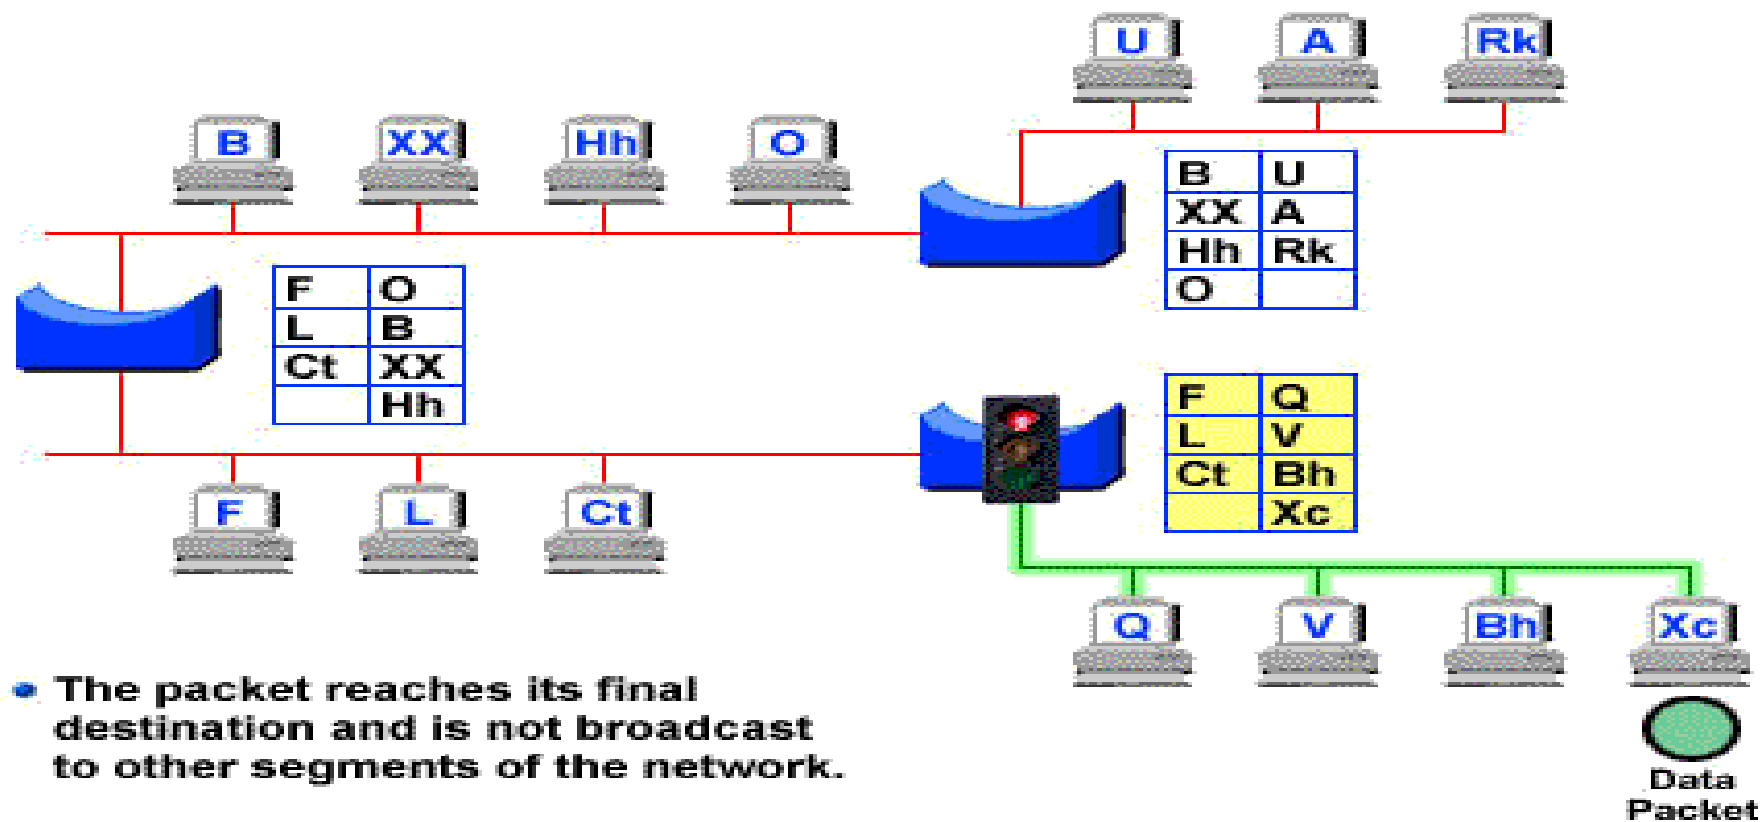 U A Rk
B XX Hh O
B U
XX A
Hh Rk
O
F O
L B
Ct XX
Hh
F Q
L V
Ct Bh
Xc
F L Ct
Q V Bh Xc
The packet reaches its final
destination and is not broadcast
to other segments of the network.
Data
Packet